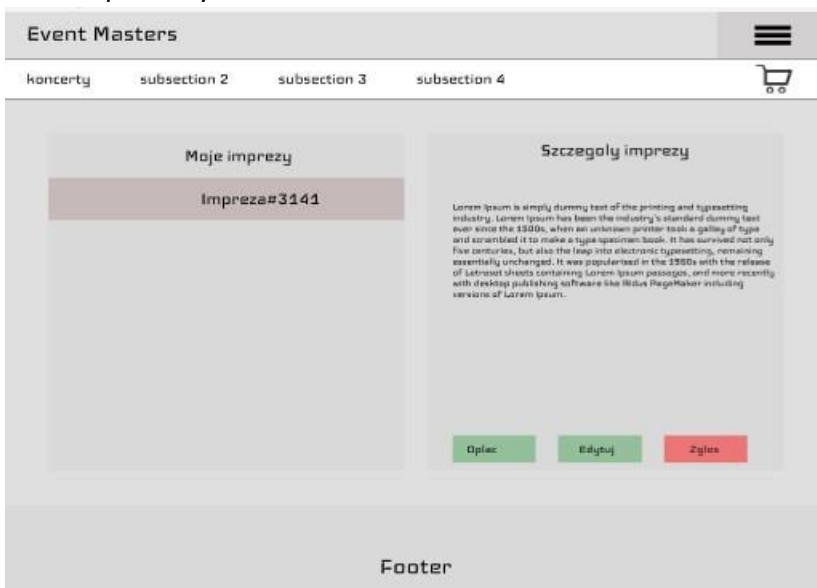 Event Masters
koncerty subsection 2 subsection 3 subsection 4
Moje imprezy
Impreza#3141
Szczegoly imprezy
Lorem Ipsum is simply dummy text of the printing and typesetting
industry. Lorem Ipsum has been the industry's standard dummy text
ever since the 1500s, when an unknown printer took a galley of type
and scrambled it to make a type specimen book. It has survived not only
five centuries, but also the leap into electronic typesetting, remaining
essentially unchanged. It was popularised in the 1960s with the release
of Letraset sheets containing Lorem Ipsum passages, and more recently
with desktop publishing software like Aldus PageMaker including
versions of Lorem Ipsum.
Oplac Edytuj Zglos
Footer